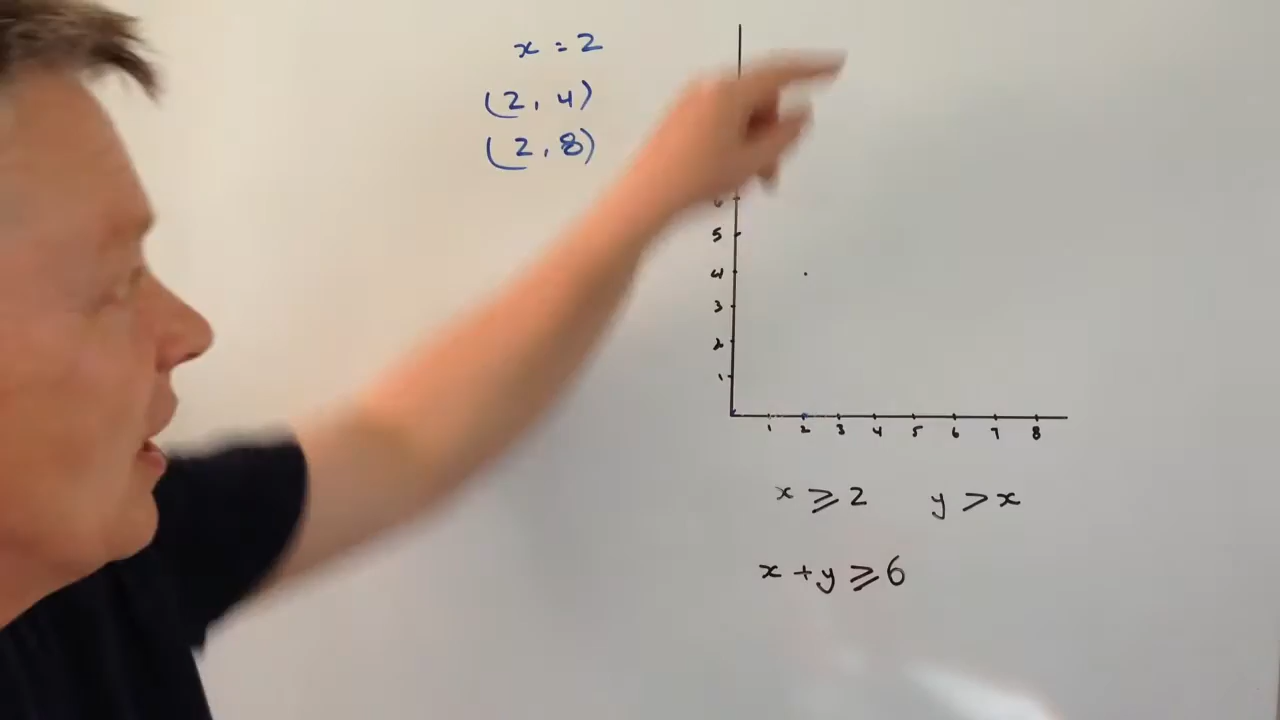 x = 2
(2, 4)
(2, 8)
6
5
4
3
2
1
1 2 3 4 5 6 7 8
x ⩾ 2 y > x
x + y ⩾ 6